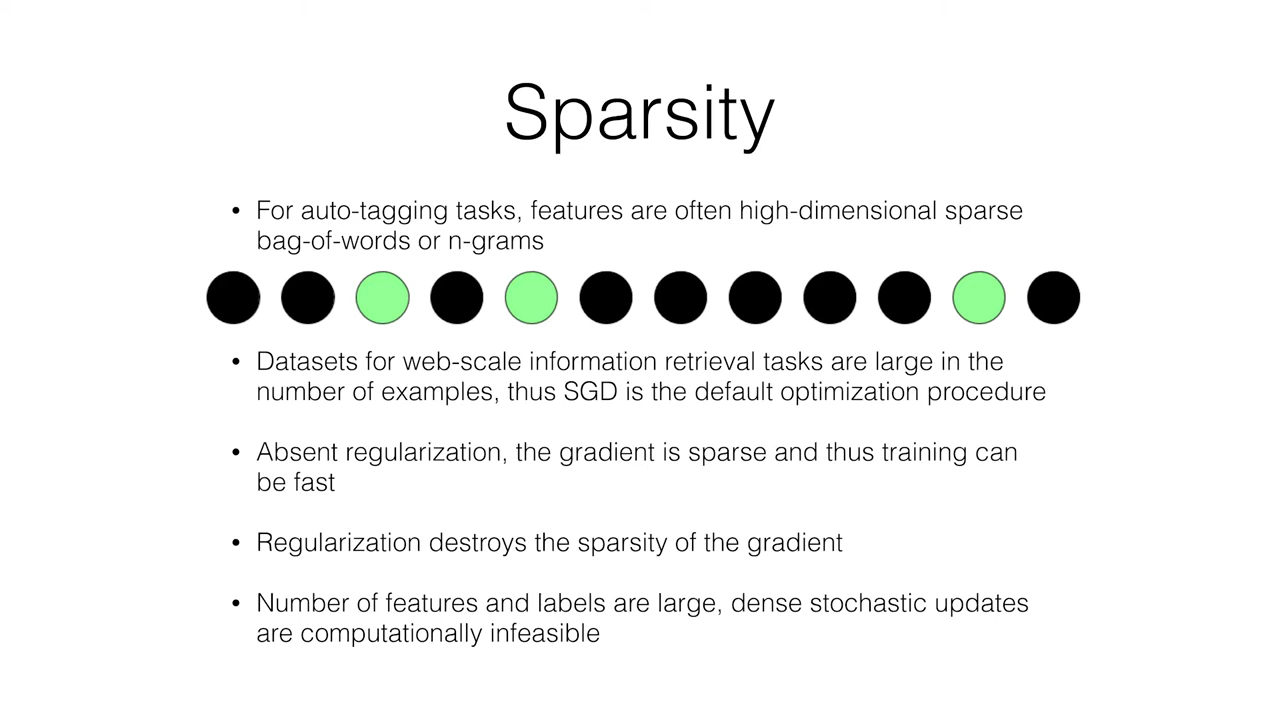 Sparsity
• For auto-tagging tasks, features are often high-dimensional sparse
bag-of-words or n-grams
• Datasets for web-scale information retrieval tasks are large in the
number of examples, thus SGD is the default optimization procedure
• Absent regularization, the gradient is sparse and thus training can
be fast
• Regularization destroys the sparsity of the gradient
• Number of features and labels are large, dense stochastic updates
are computationally infeasible